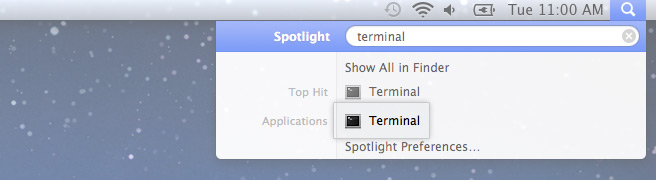 Tue 11:00 AM
Spotlight terminal
Show All in Finder
Top Hit Terminal
Applications Terminal
Spotlight Preferences…